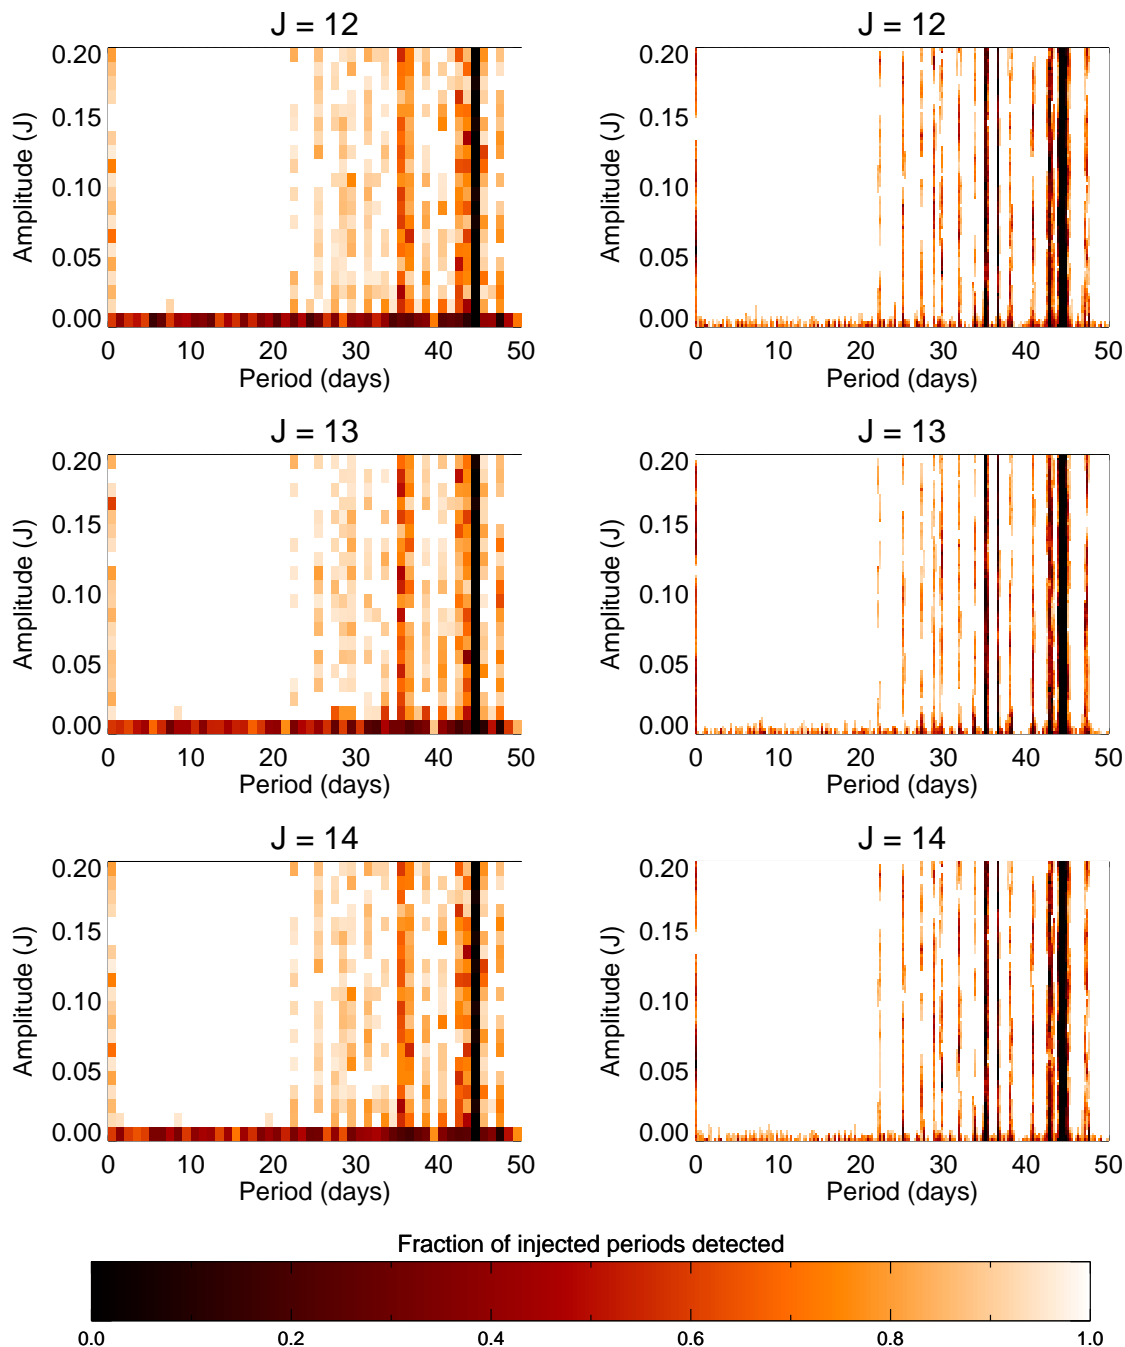 J = 12
J = 12
0.20
0.15
0.10
0.05
0.00
Amplitude (J)
0 10 20 30 40 50
Period (days)
0.20
0.15
0.10
0.05
0.00
Amplitude (J)
0 10 20 30 40 50
Period (days)
J = 13
J = 13
0.20
0.15
0.10
0.05
0.00
Amplitude (J)
0 10 20 30 40 50
Period (days)
0.20
0.15
0.10
0.05
0.00
Amplitude (J)
0 10 20 30 40 50
Period (days)
J = 14
J = 14
0.20
0.15
0.10
0.05
0.00
Amplitude (J)
0 10 20 30 40 50
Period (days)
0.20
0.15
0.10
0.05
0.00
Amplitude (J)
0 10 20 30 40 50
Period (days)
Fraction of injected periods detected
0.0 0.2 0.4 0.6 0.8 1.0